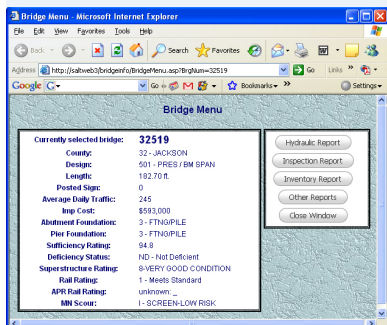 Bridge Menu - Microsoft Internet Explorer
File Edit View Favorites Tools Help
Back Search Favorites
Address http://saltweb3/bridgeinfo/BridgeMenu.asp?BrgNum=32519 Go Links »
Google G Go Bookmarks » Settings
Bridge Menu
Currently selected bridge: 32519
County: 32 - JACKSON
Design: 501 - PRES / BM SPAN
Length: 182.70 ft.
Posted Sign: 0
Average Daily Traffic: 245
Imp Cost: $593,000
Abutment Foundation: 3 - FTNG/PILE
Pier Foundation: 3 - FTNG/PILE
Sufficiency Rating: 94.8
Deficiency Status: ND - Not Deficient
Superstructure Rating: 8-VERY GOOD CONDITION
Rail Rating: 1 - Meets Standard
APR Rail Rating: unknown: _
MN Scour: I - SCREEN-LOW RISK
Hydraulic Report
Inspection Report
Inventory Report
Other Reports
Close Window